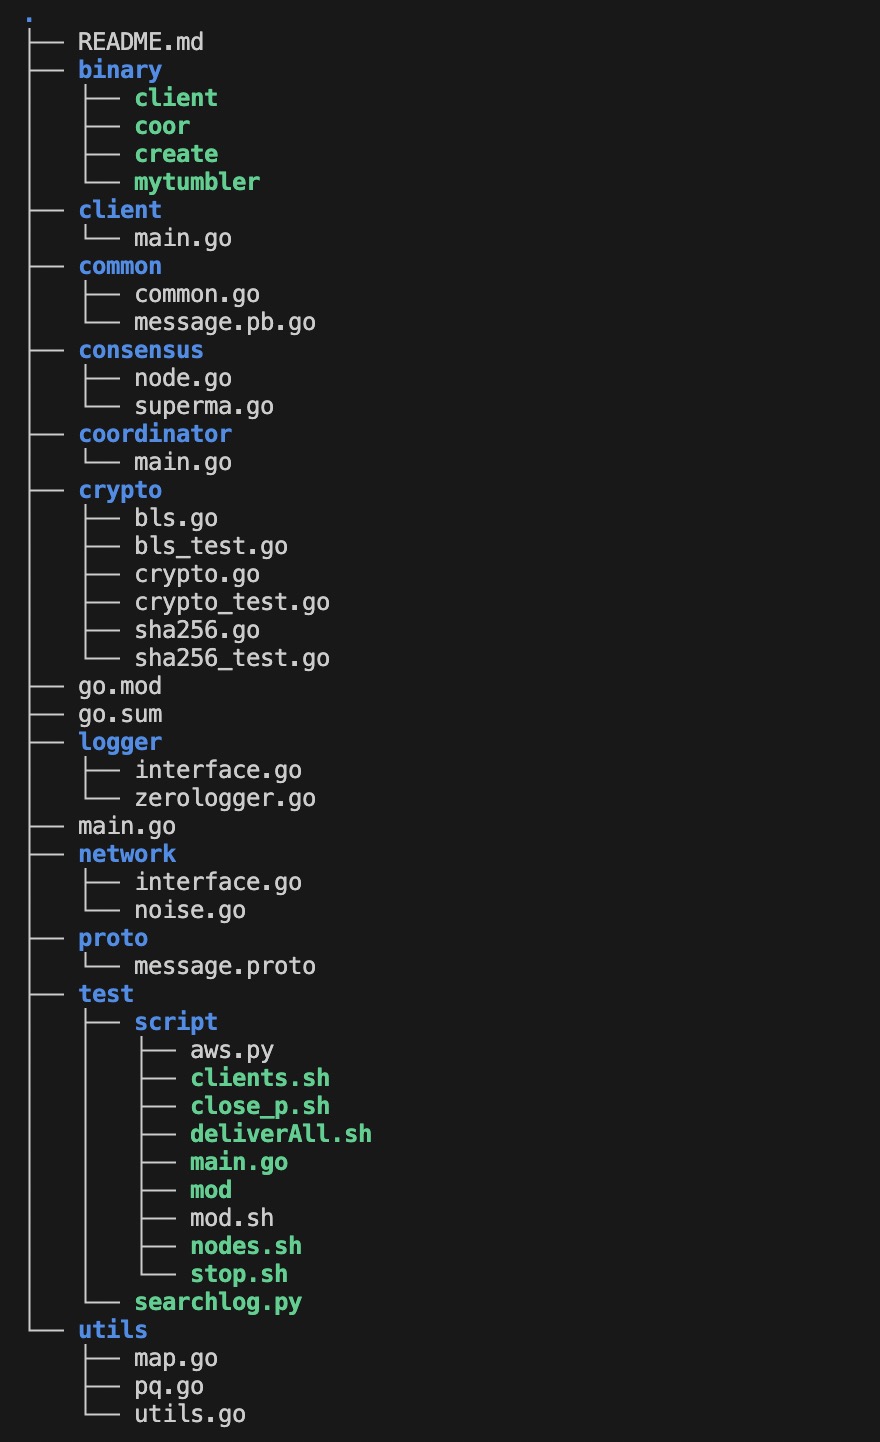 .
├── README.md
├── binary
│   ├── client
│   ├── coor
│   ├── create
│   └── mytumbler
├── client
│   └── main.go
├── common
│   ├── common.go
│   └── message.pb.go
├── consensus
│   ├── node.go
│   └── superma.go
├── coordinator
│   └── main.go
├── crypto
│   ├── bls.go
│   ├── bls_test.go
│   ├── crypto.go
│   ├── crypto_test.go
│   ├── sha256.go
│   └── sha256_test.go
├── go.mod
├── go.sum
├── logger
│   ├── interface.go
│   └── zerologger.go
├── main.go
├── network
│   ├── interface.go
│   └── noise.go
├── proto
│   └── message.proto
├── test
│   ├── script
│   │   ├── aws.py
│   │   ├── clients.sh
│   │   ├── close_p.sh
│   │   ├── deliverAll.sh
│   │   ├── main.go
│   │   ├── mod
│   │   ├── mod.sh
│   │   ├── nodes.sh
│   │   └── stop.sh
│   └── searchlog.py
└── utils
    ├── map.go
    ├── pq.go
    └── utils.go